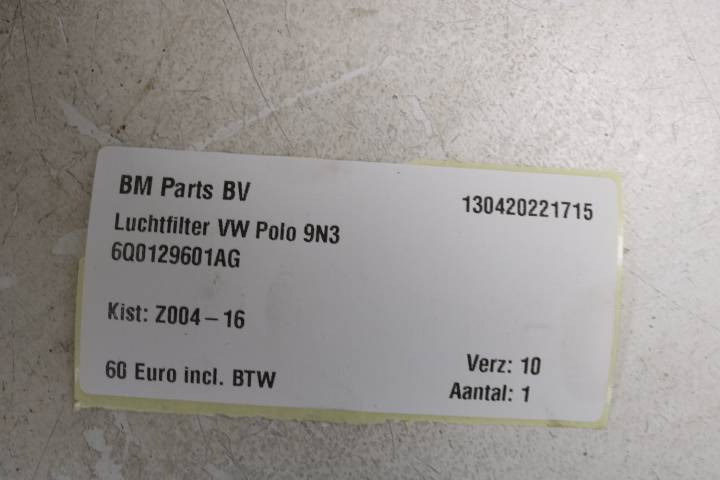 BM Parts BV
130420221715
Luchtfilter VW Polo 9N3
6Q0129601AG
Kist: Z004-16
60 Euro incl. BTW
Verz: 10
Aantal: 1